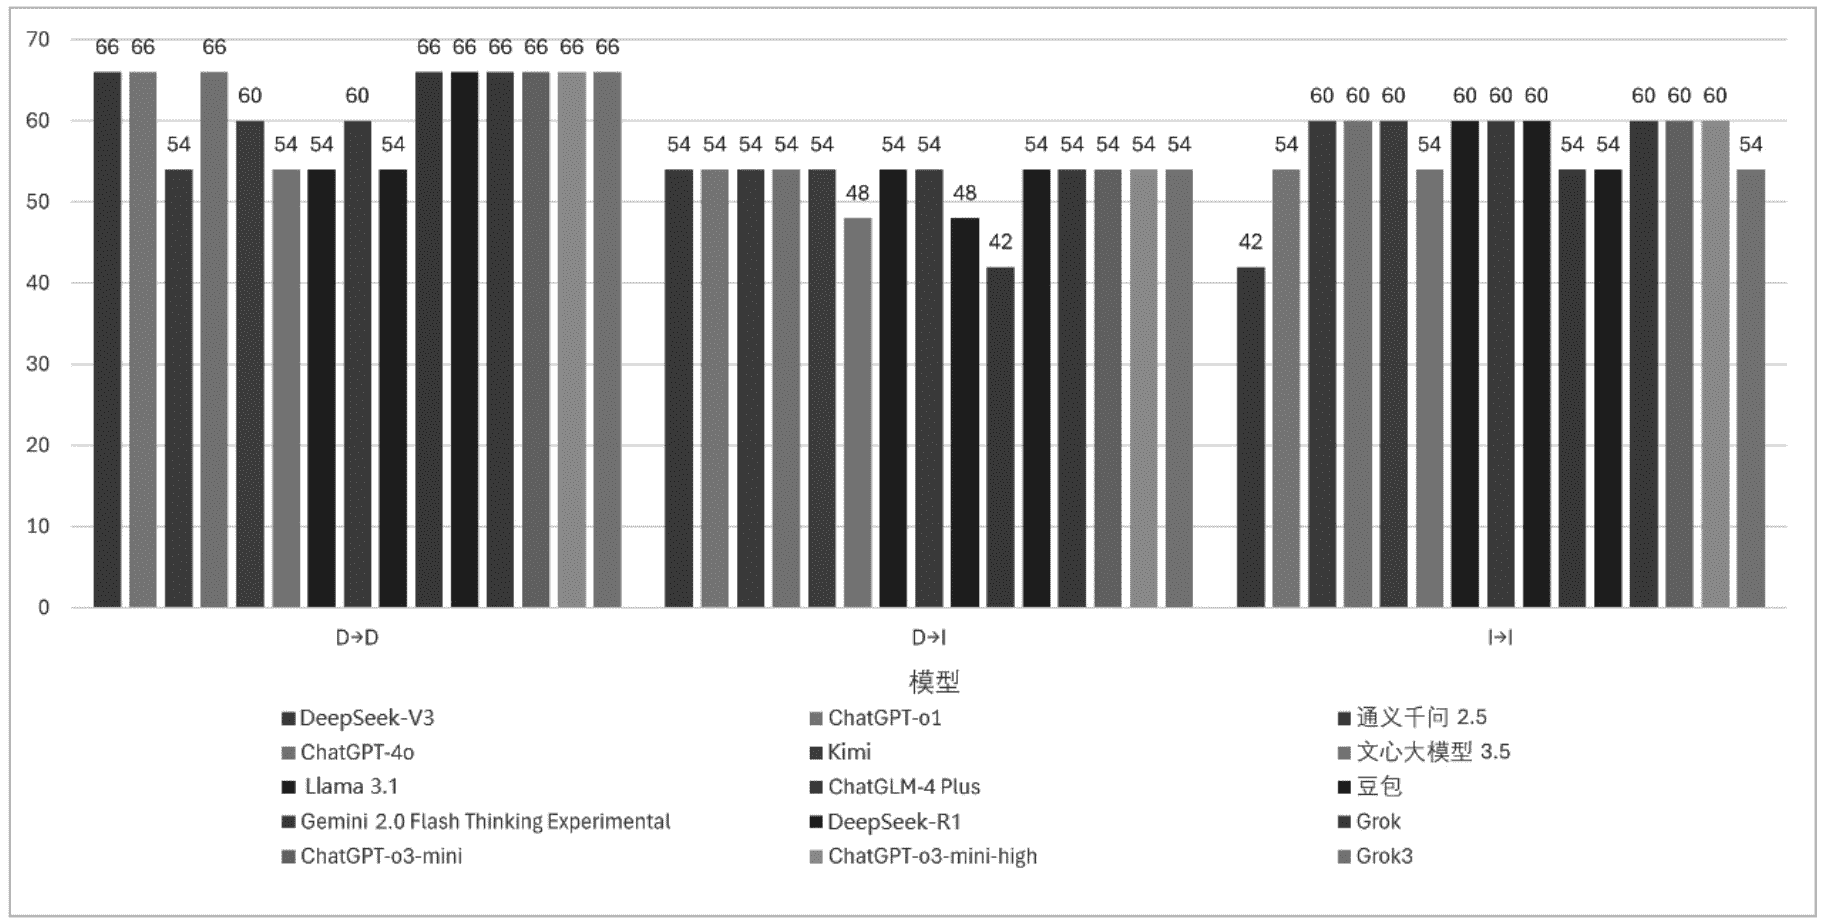 70
66 66 66 66 66 66 66 66 66
60 60 60 60 60 60 60 60 60 60 60
60
54 54 54 54 54 54 54 54 54 54 54 54 54 54 54 54 54 54 54 54 54 54
50
48 48
42 42
40
30
20
10
0
D→D D→I I→I
模型
DeepSeek-V3 ChatGPT-o1 通义千问 2.5
ChatGPT-4o Kimi 文心大模型 3.5
Llama 3.1 ChatGLM-4 Plus 豆包
Gemini 2.0 Flash Thinking Experimental DeepSeek-R1 Grok
ChatGPT-o3-mini ChatGPT-o3-mini-high Grok3